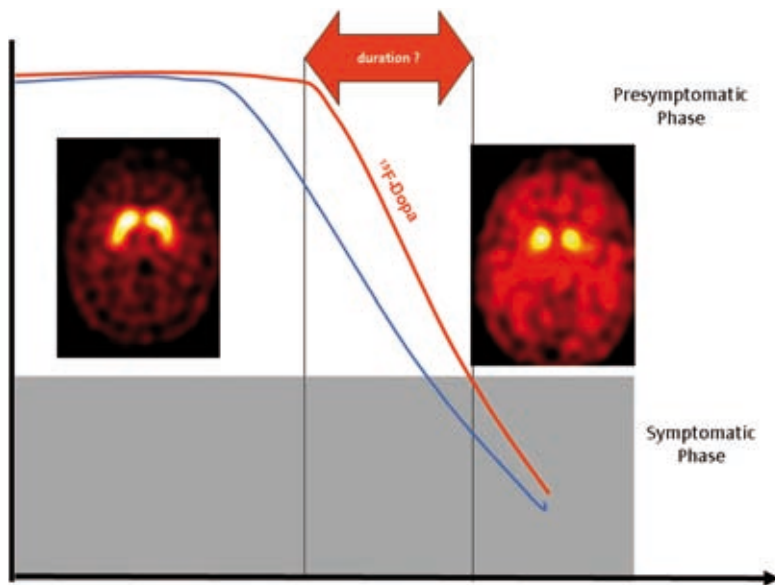 duration ?
Presymptomatic
Phase
¹⁸F-Dopa
Symptomatic
Phase